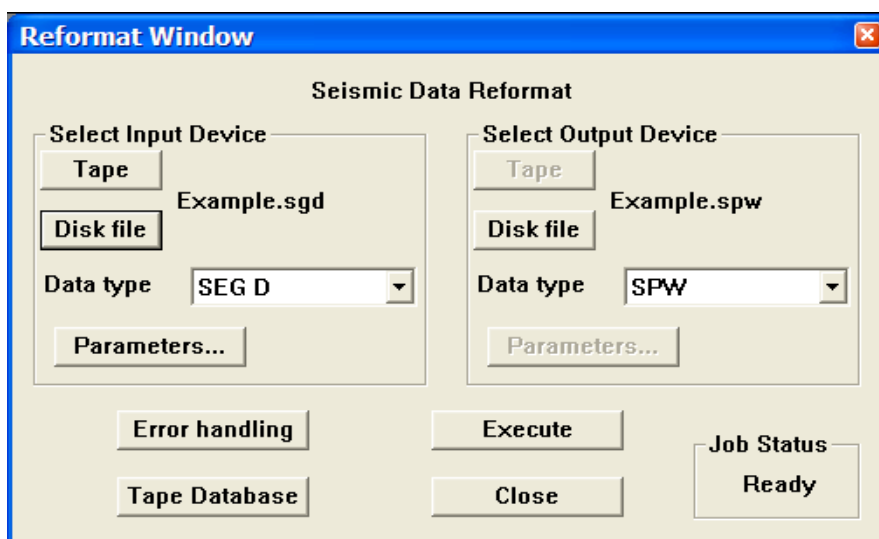 Reformat Window
Seismic Data Reformat
Select Input Device
Tape
Example.sgd
Disk file
Data type
SEG D
Parameters...
Select Output Device
Tape
Example.spw
Disk file
Data type
SPW
Parameters...
Error handling
Execute
Tape Database
Close
Job Status
Ready